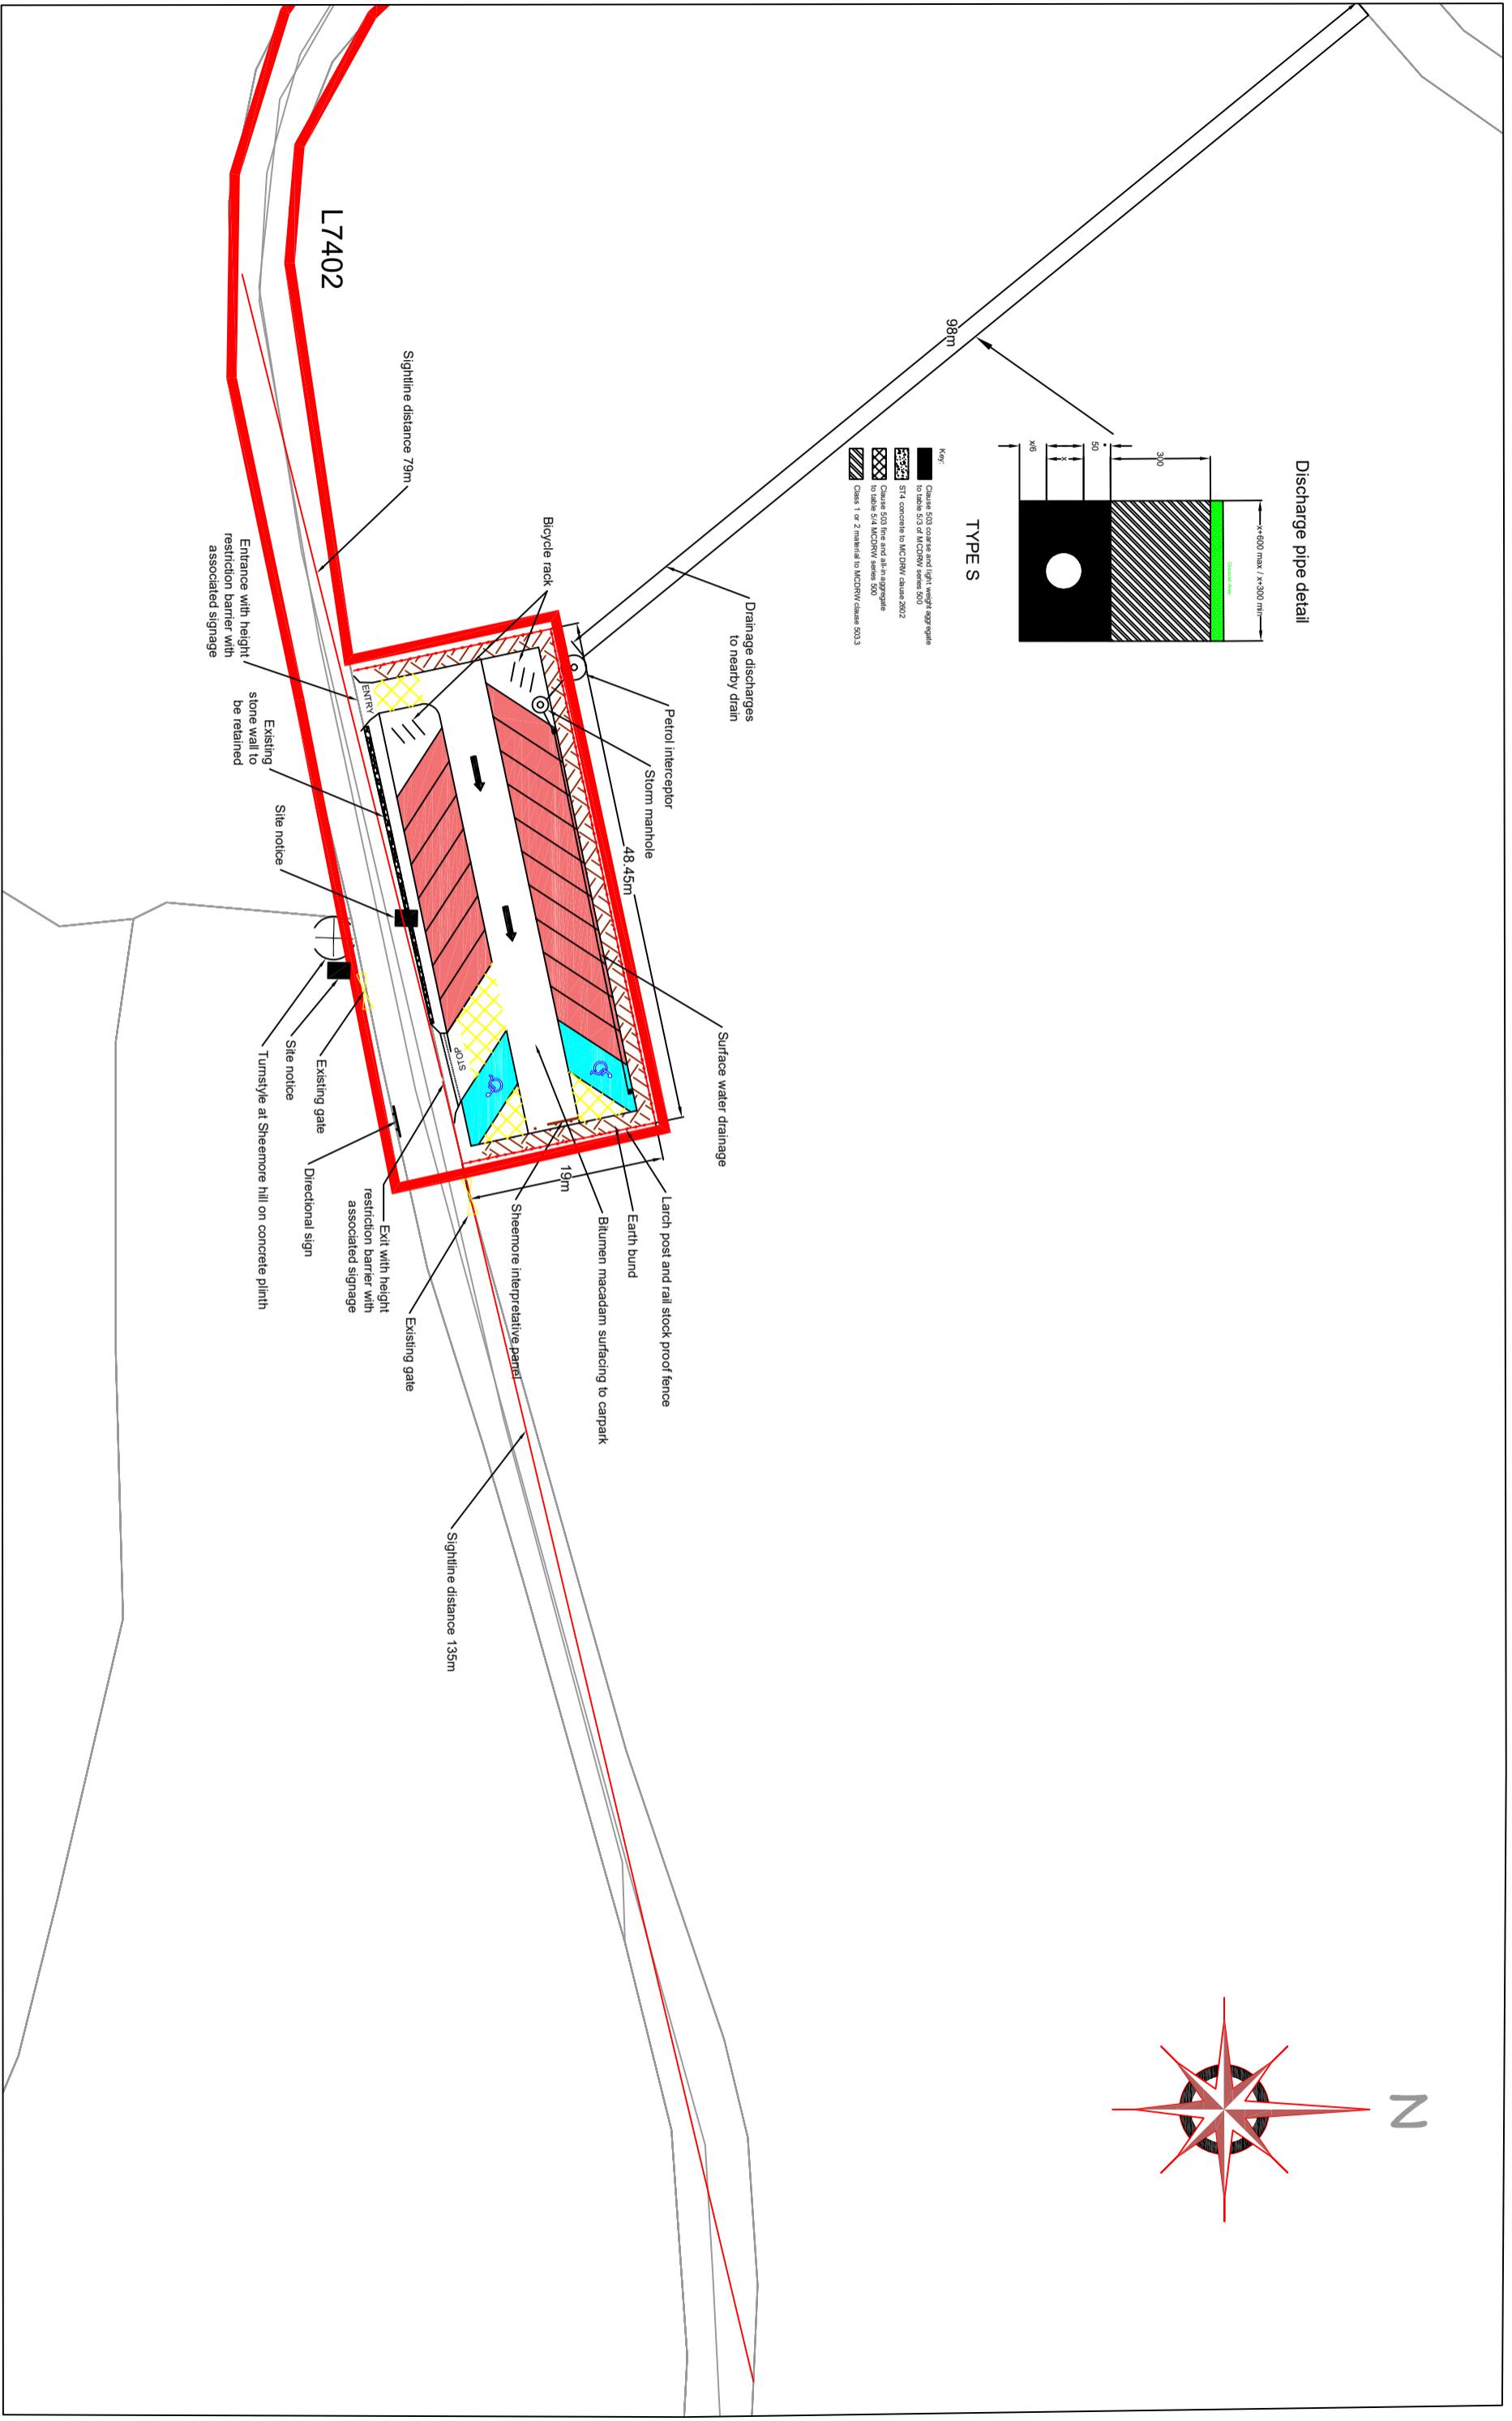 Discharge pipe detail
x+600 max / x+300 min
300
50
x
x/6
TYPE S
Key:
Clause 503 coarse and light weight aggregate
to table 5/3 of MCDRW series 500
ST4 concrete to MCDRW clause 2602
Clause 503 fine and all-in aggregate
to table 5/4 MCDRW series 500
Class 1 or 2 material to MCDRW clause 503.3
98m
Drainage discharges
to nearby drain
Petrol interceptor
Storm manhole
48.45m
Surface water drainage
Bicycle rack
L7402
Sightline distance 79m
Entrance with height
restriction barrier with
associated signage
ENTRY
Existing
stone wall to
be retained
Site notice
STOP
19m
Larch post and rail stock proof fence
Earth bund
Bitumen macadam surfacing to carpark
Sheemore interpretative panel
Existing gate
Exit with height
restriction barrier with
associated signage
Directional sign
Existing gate
Site notice
Turnstyle at Sheemore hill on concrete plinth
Sightline distance 135m
N